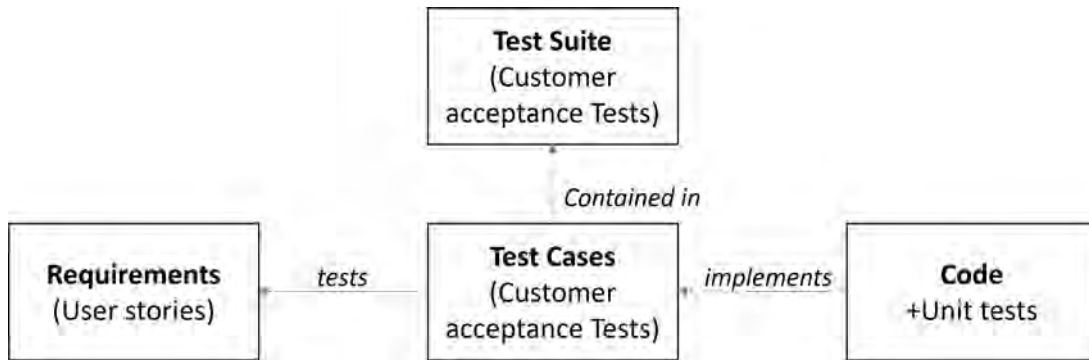 Test Suite
(Customer
acceptance Tests)
Contained in
Requirements
(User stories)
tests
Test Cases
(Customer
acceptance Tests)
implements
Code
+Unit tests